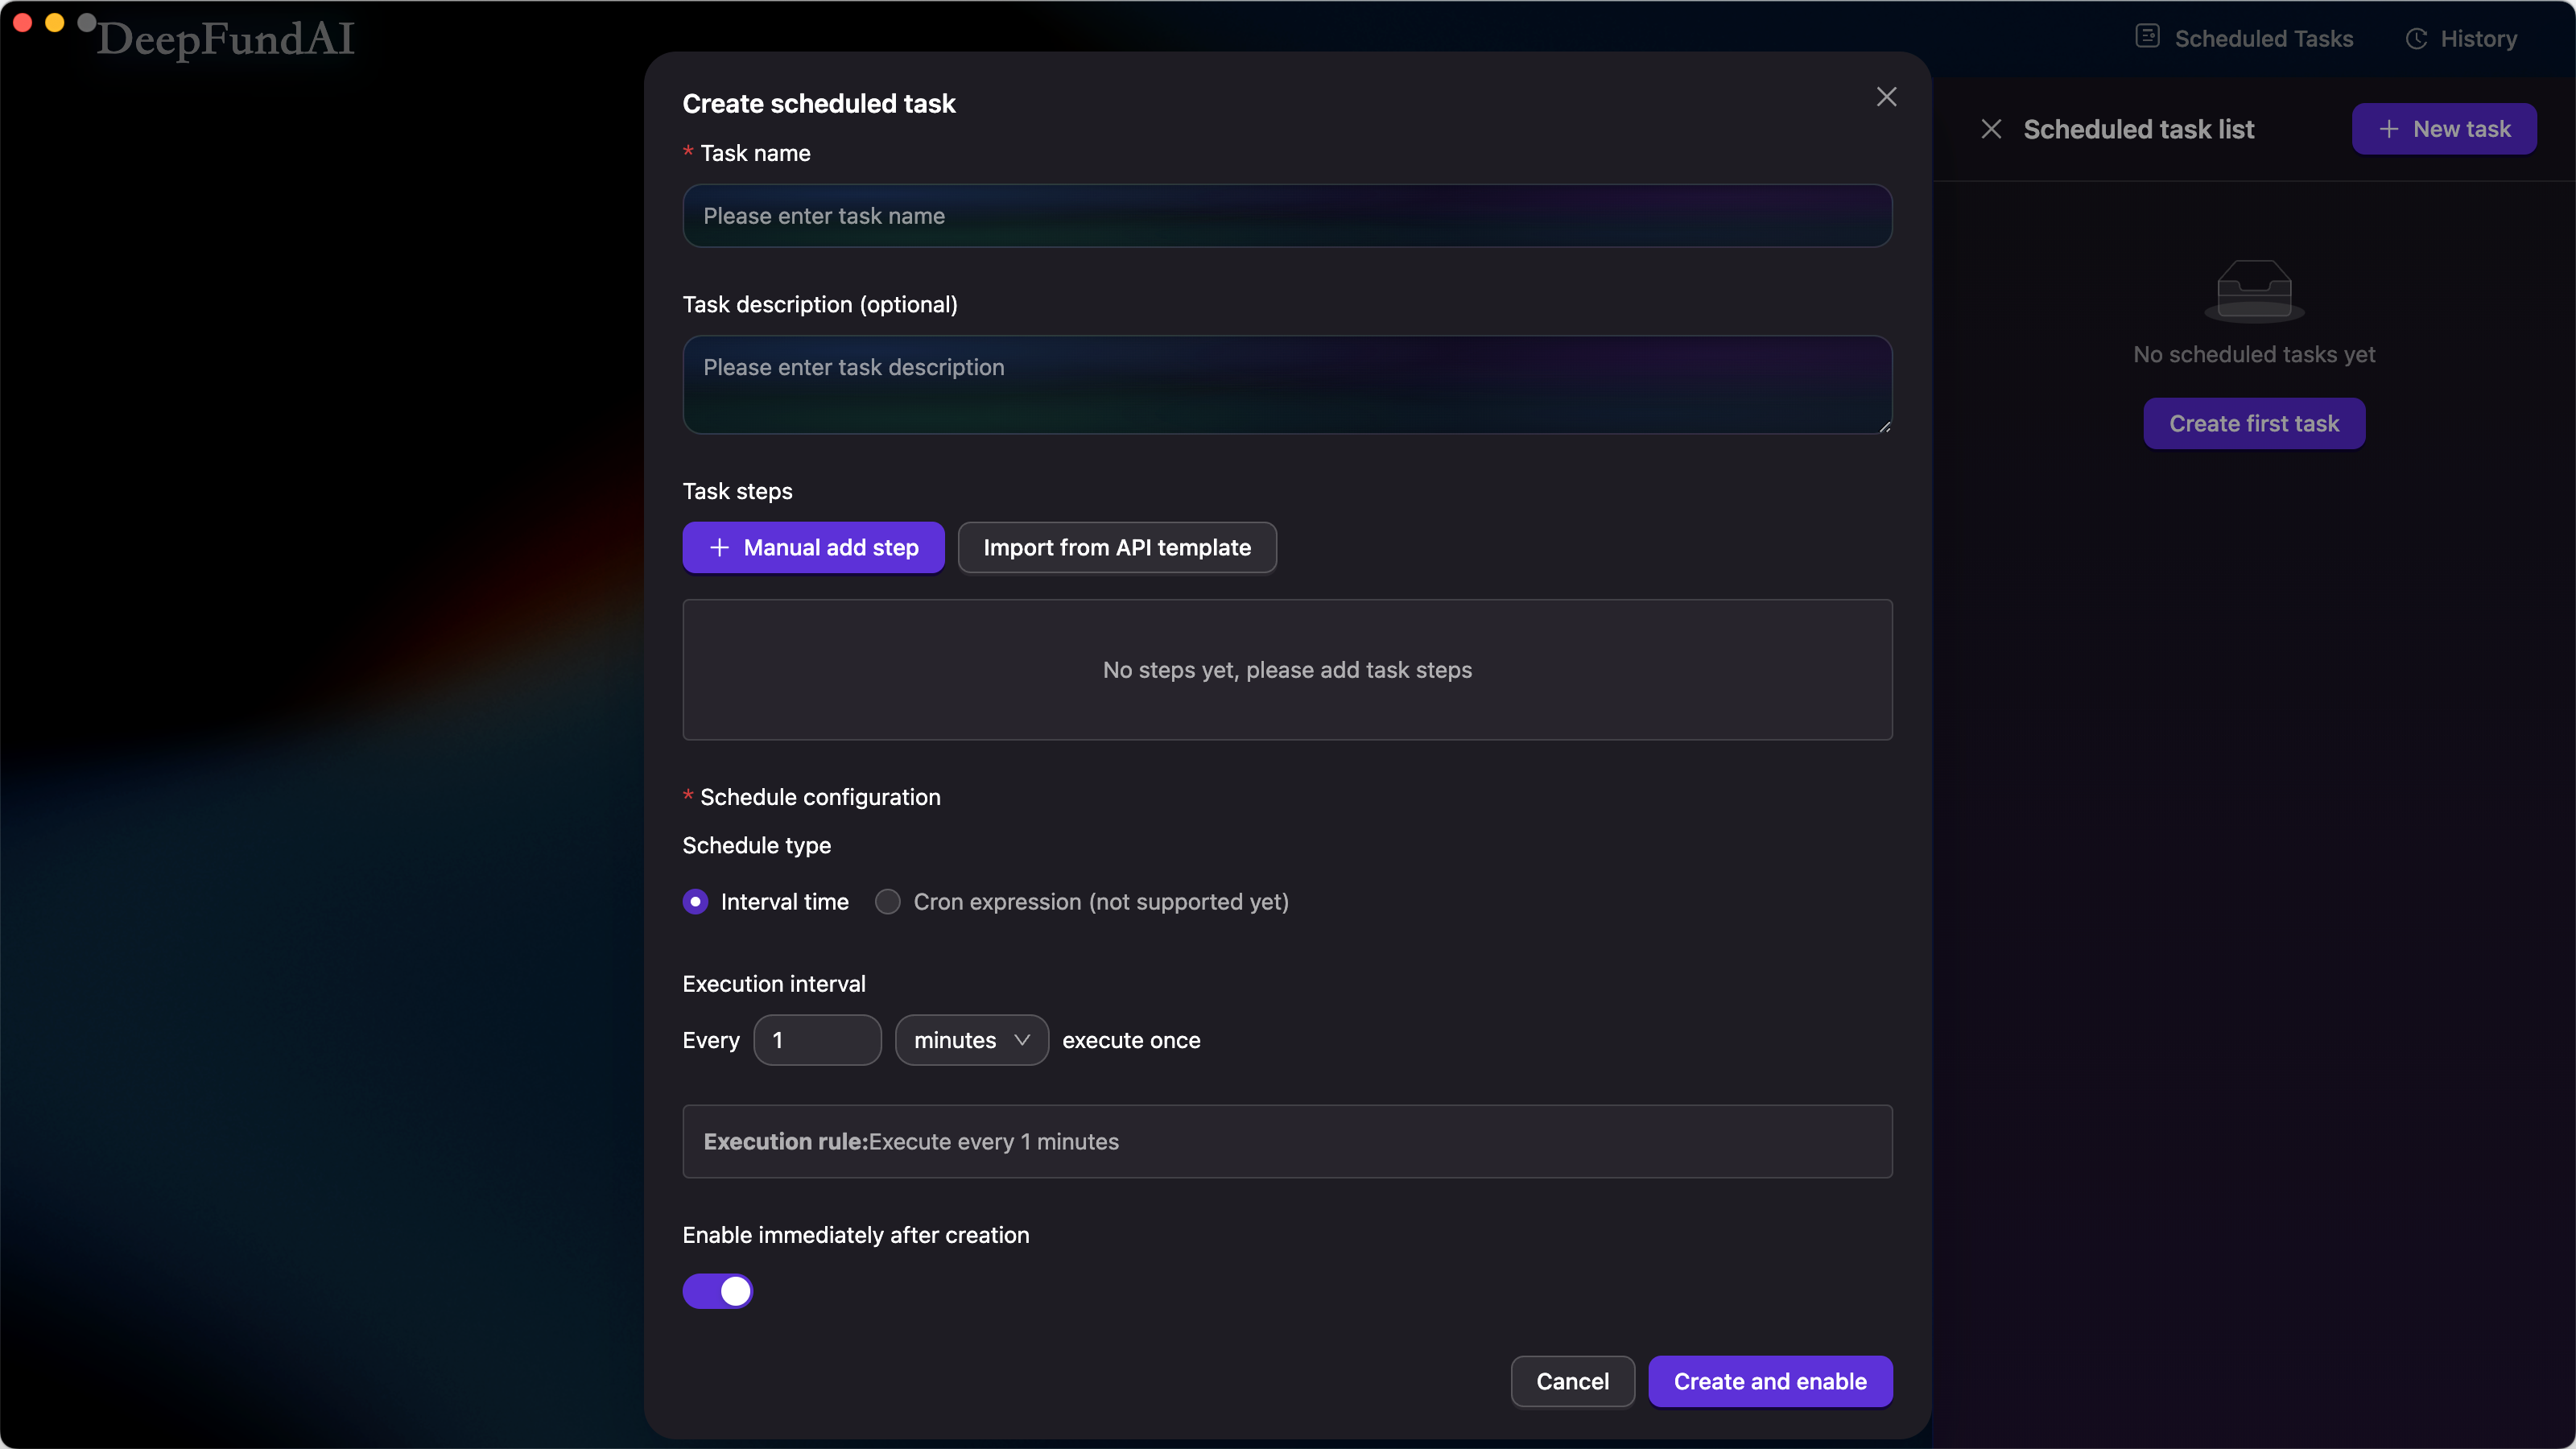 DeepFundAI
Scheduled Tasks
History
Create scheduled task
* Task name
Please enter task name
Task description (optional)
Please enter task description
Task steps
Manual add step
Import from API template
No steps yet, please add task steps
* Schedule configuration
Schedule type
Interval time
Cron expression (not supported yet)
Execution interval
Every 1 minutes execute once
Execution rule:Execute every 1 minutes
Enable immediately after creation
Cancel
Create and enable
Scheduled task list
New task
No scheduled tasks yet
Create first task